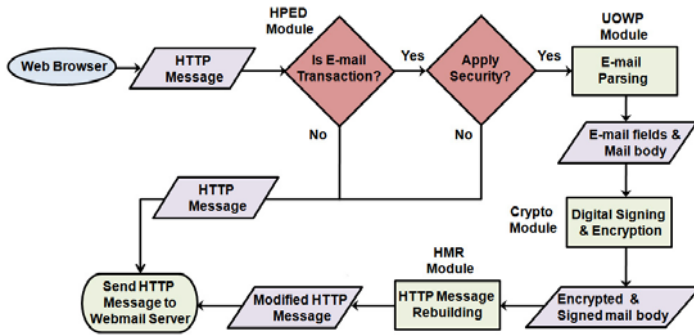 HPED
Module
UOWP
Module
Web Browser
HTTP
Message
Is E-mail
Transaction?
Yes
Apply
Security?
Yes
E-mail
Parsing
No
No
E-mail fields &
Mail body
HTTP
Message
Crypto
Module
Digital Signing
& Encryption
HMR
Module
Send HTTP
Message to
Webmail Server
Modified HTTP
Message
HTTP Message
Rebuilding
Encrypted &
Signed mail body